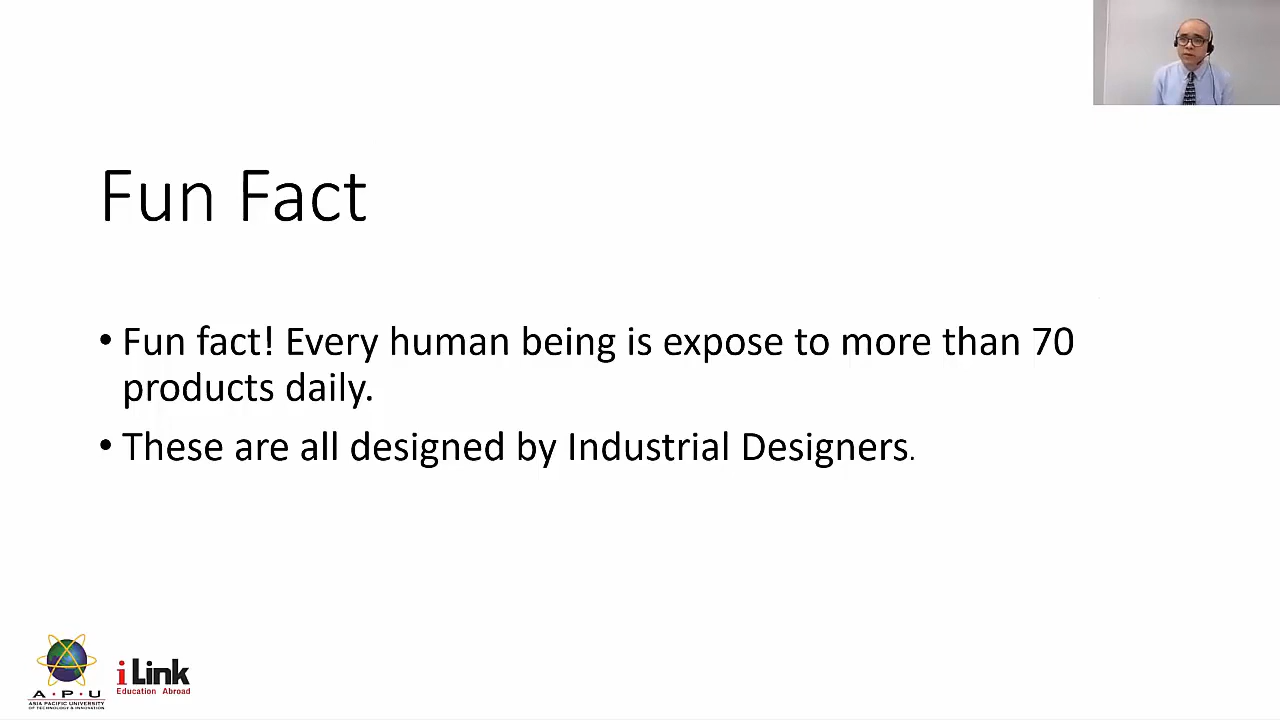 Fun Fact
• Fun fact! Every human being is expose to more than 70
products daily.
• These are all designed by Industrial Designers.
A·P·U
ASIA PACIFIC UNIVERSITY
OF TECHNOLOGY & INNOVATION
iLink
Education Abroad